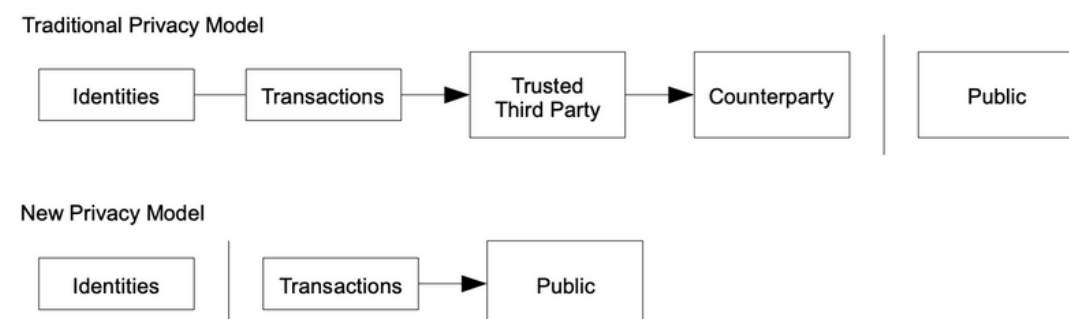 Traditional Privacy Model
Identities
Transactions
Trusted
Third Party
Counterparty
Public
New Privacy Model
Identities
Transactions
Public